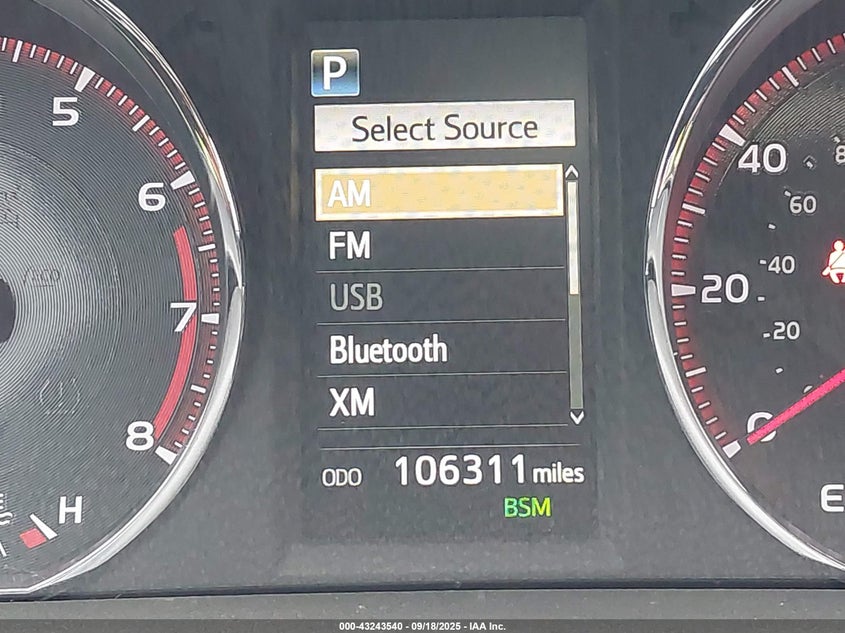 P
Select Source
AM
FM
USB
Bluetooth
XM
ODO 106311 miles
BSM
5
6
7
8
H
40
60
40
20
20
0
E
000-43243540 - 09/18/2025 - IAA Inc.